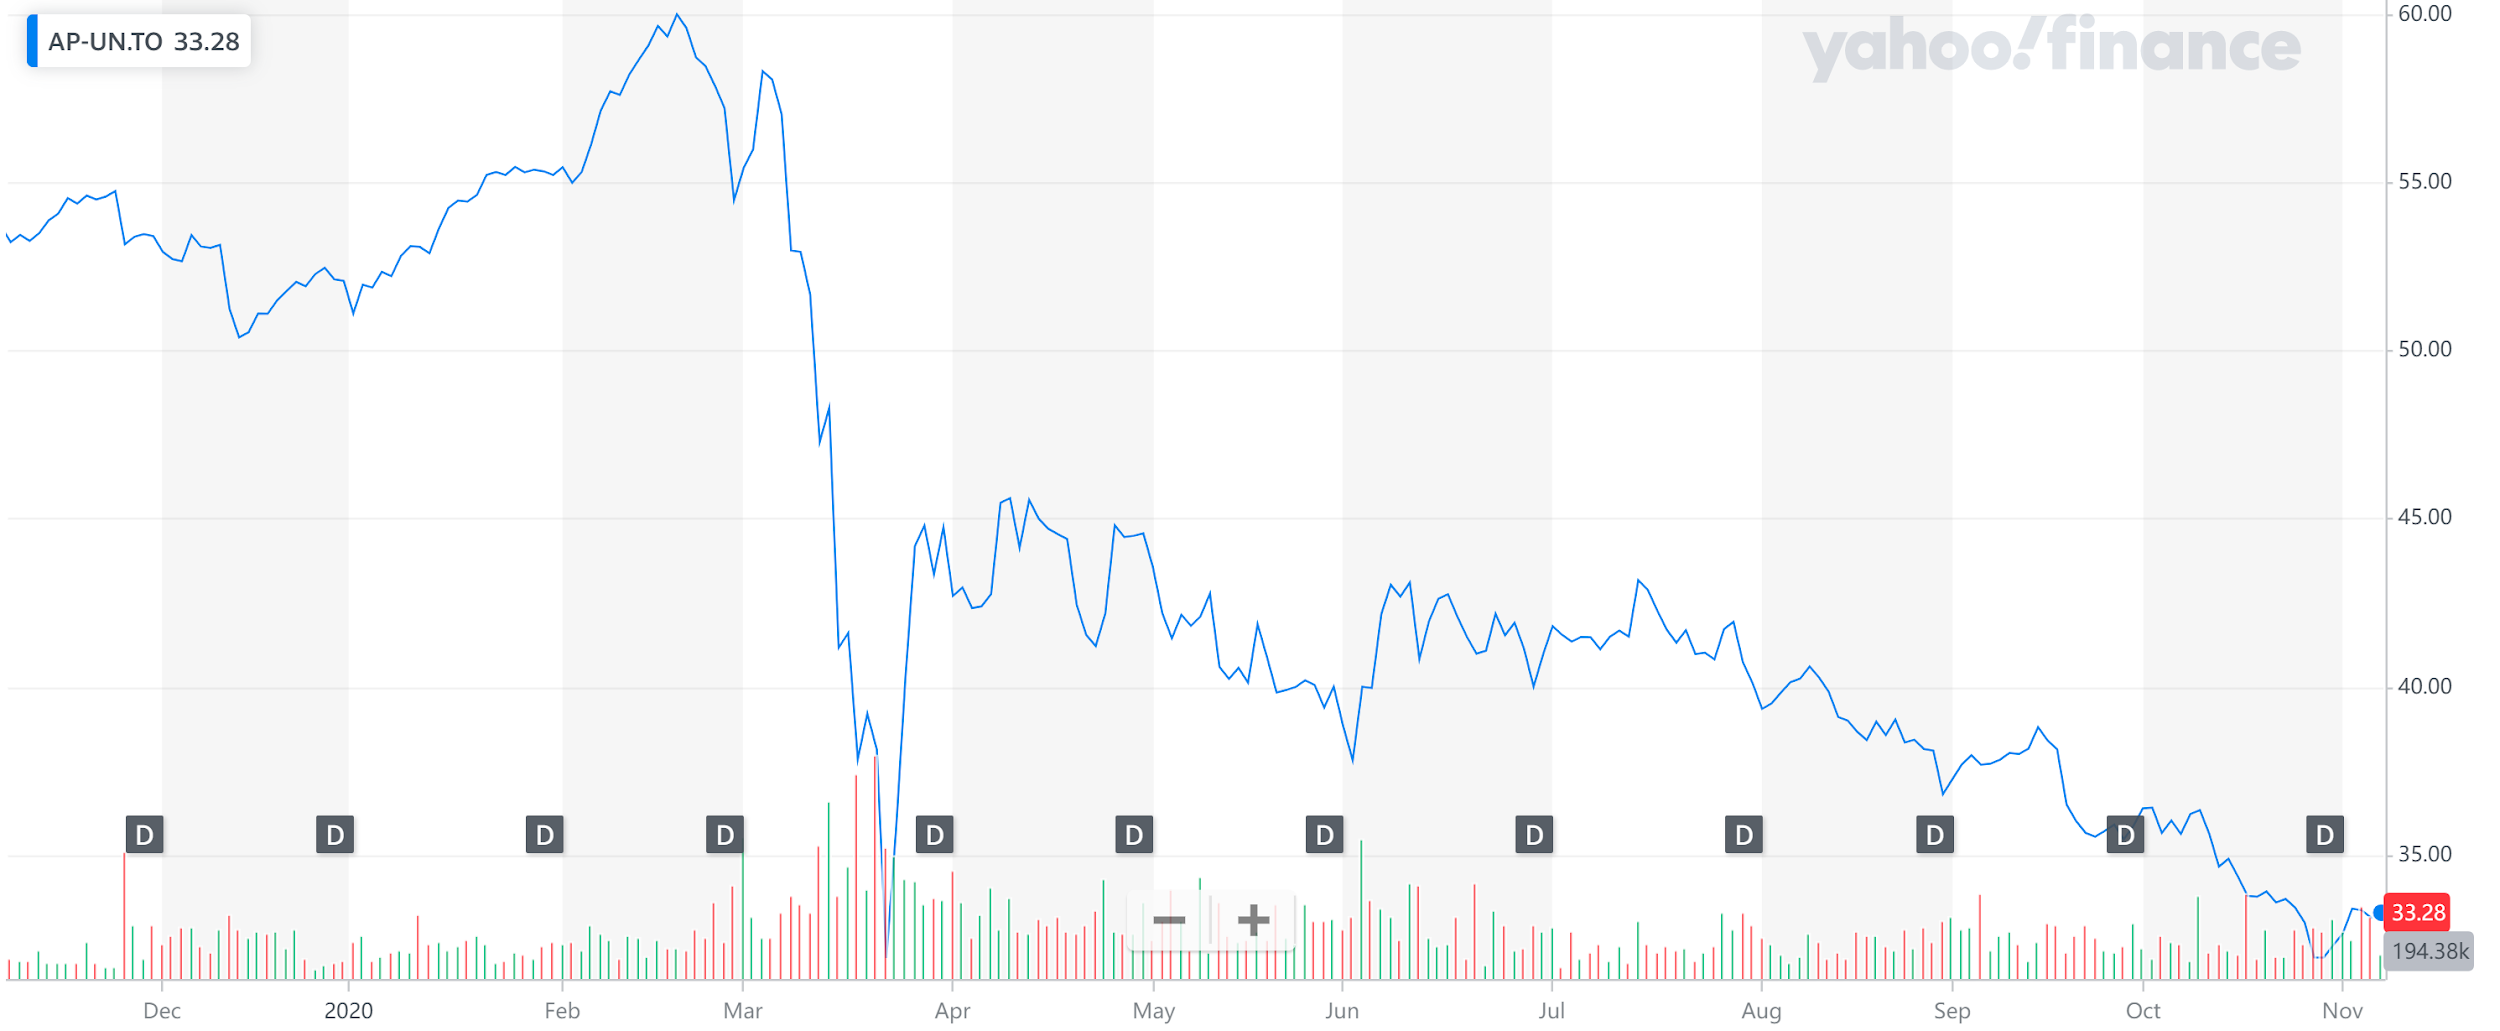 AP-UN.TO 33.28
yahoo!finance
60.00
55.00
50.00
45.00
40.00
35.00
33.28
194.38k
D D D D D D D D D D D D
− +
Dec 2020 Feb Mar Apr May Jun Jul Aug Sep Oct Nov